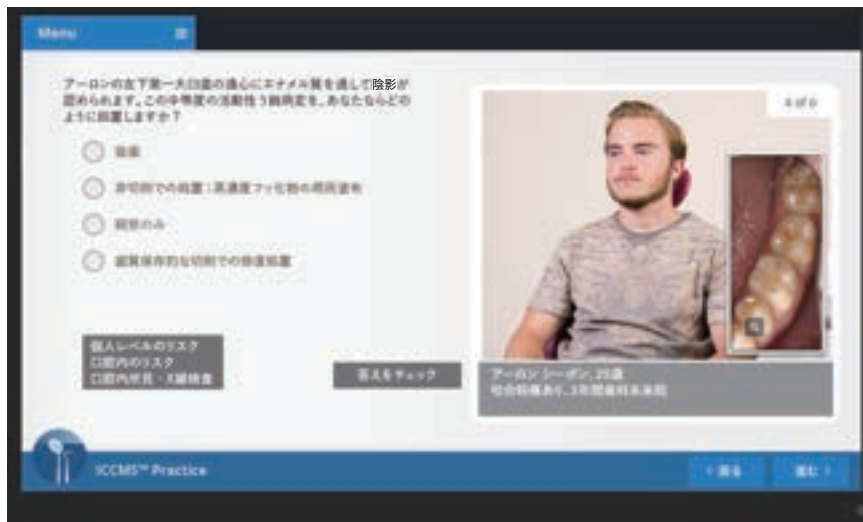 Menu
アーロンの左下第一大臼歯の遠心にエナメル質を通して陰影が
認められます。この中等度の活動性う蝕病変を、あなたならどの
ように処置しますか？
抜歯
非切削での処置：高濃度フッ化物の局所塗布
観察のみ
歯質保存的な切削での修復処置
個人レベルのリスク
口腔内のリスク
口腔内所見・X線検査
答えをチェック
4 of 6
アーロン シーボン、25歳
咬合疼痛あり、3年間歯科未来院
ICCMS™ Practice
戻る
進む